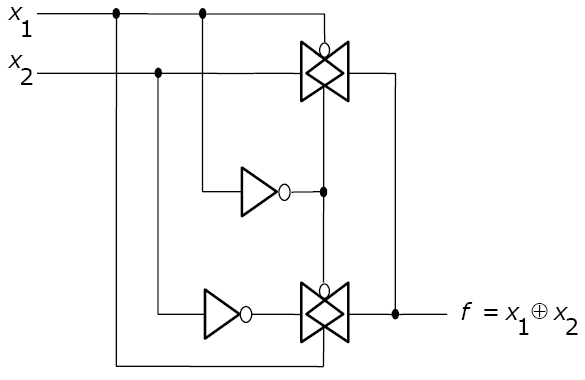 x1
x2
f = x1 ⊕ x2